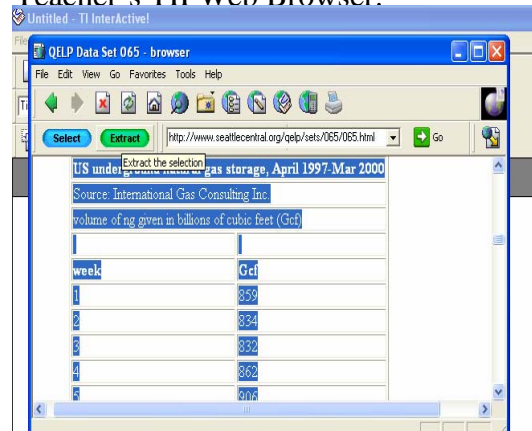 Teacher's TII Web Browser.
Untitled - TI InterActive!
QELP Data Set 065 - browser
File Edit View Go Favorites Tools Help
Select Extract http://www.seattlecentral.org/qelp/sets/065/065.html Go
Extract the selection
US underground natural gas storage, April 1997-Mar 2000
Source: International Gas Consulting Inc.
volume of ng given in billions of cubic feet (Gcf)
week Gcf
1 859
2 834
3 832
4 862
5 906